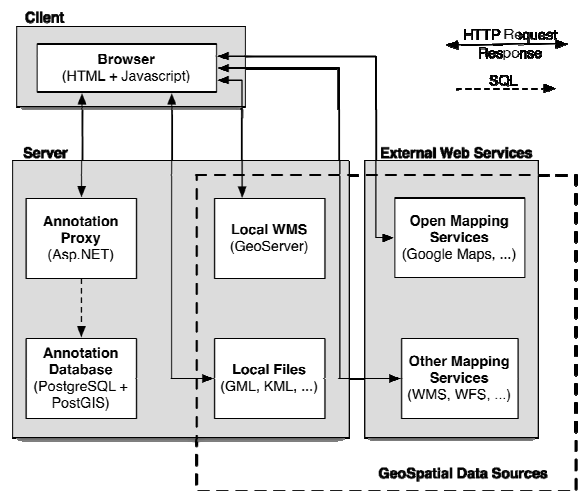 Client
Browser
(HTML + Javascript)
HTTP Request
Response
SQL
Server
External Web Services
Annotation
Proxy
(Asp.NET)
Local WMS
(GeoServer)
Open Mapping
Services
(Google Maps, ...)
Annotation
Database
(PostgreSQL +
PostGIS)
Local Files
(GML, KML, ...)
Other Mapping
Services
(WMS, WFS, ...)
GeoSpatial Data Sources